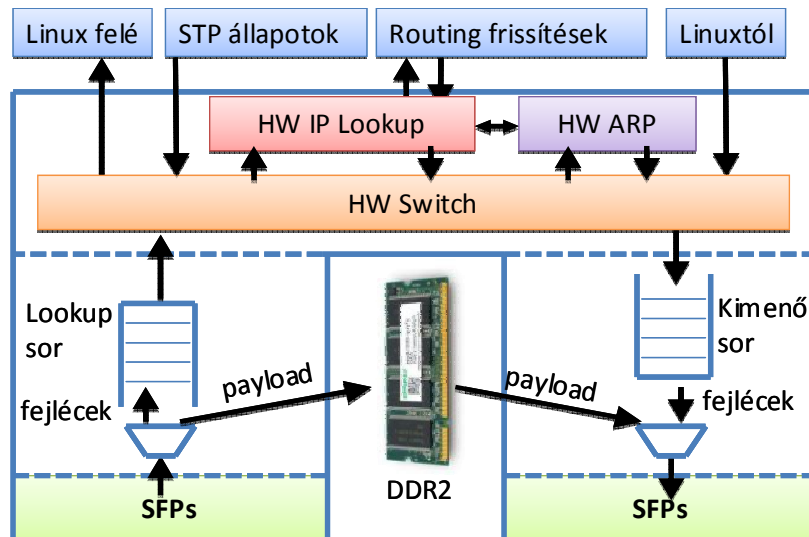 Linux felé
STP állapotok
Routing frissítések
Linuxtól
HW IP Lookup
HW ARP
HW Switch
Lookup
sor
Kimenő
sor
payload
payload
fejlécek
fejlécek
DDR2
SFPs
SFPs